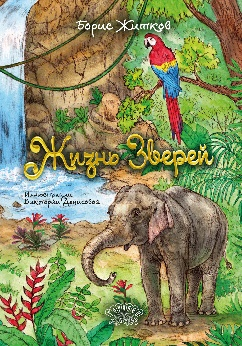 Борис Житков
Жизнь Зверей
Иллюстрации
Виктории Денисовой